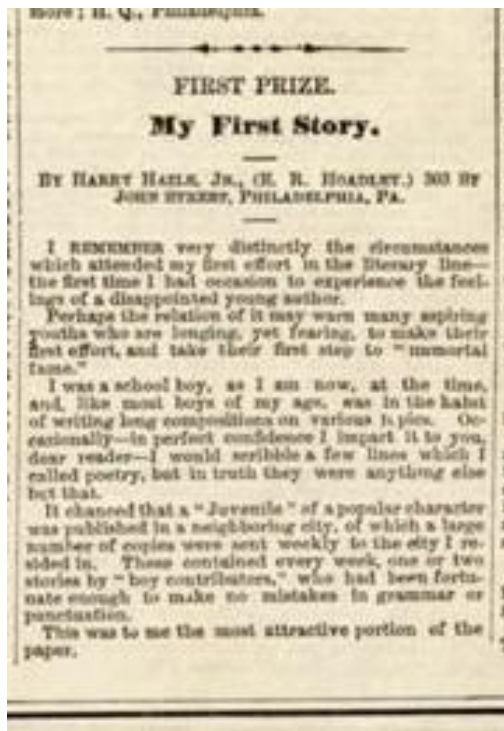 more; H. Q., Philadelphia.
FIRST PRIZE.
My First Story.
BY HARRY HAZLE, JR., (E. R. HOADLEY.) 303 ST
JOHN STREET, PHILADELPHIA, PA.
I REMEMBER very distinctly the circumstances
which attended my first effort in the literary line—
the first time I had occasion to experience the feel-
ings of a disappointed young author.
Perhaps the relation of it may warn many aspiring
youths who are longing, yet fearing, to make their
first effort, and take their first step to "immortal
fame."
I was a school boy, as I am now, at the time,
and, like most boys of my age, was in the habit
of writing long compositions on various topics. Oc-
casionally—in perfect confidence I impart it to you,
dear reader—I would scribble a few lines which I
called poetry, but in truth they were anything else
but that.
It chanced that a "Juvenile" of a popular character
was published in a neighboring city, of which a large
number of copies were sent weekly to the city I re-
sided in. These contained every week, one or two
stories by "boy contributors," who had been fortu-
nate enough to make no mistakes in grammar or
punctuation.
This was to me the most attractive portion of the
paper.